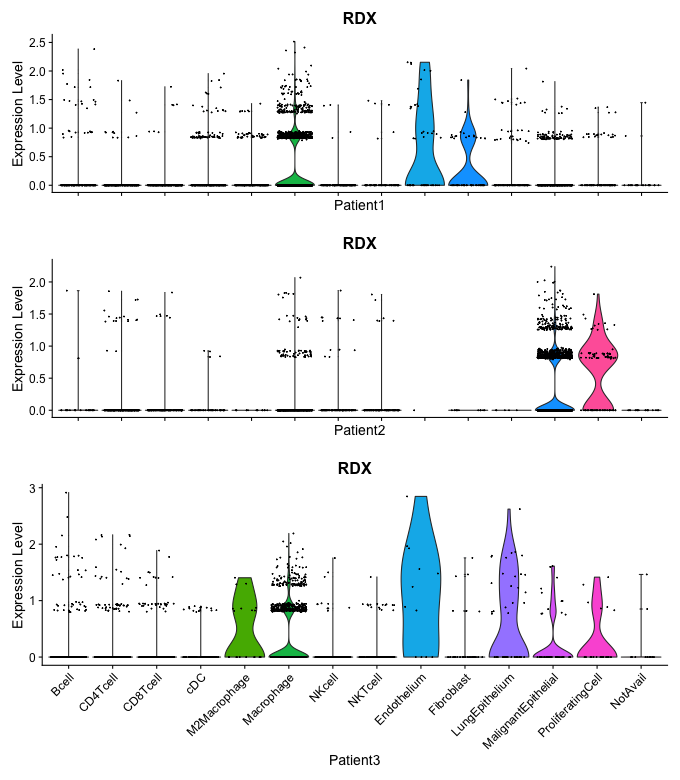 RDX
Expression Level
2.5
2.0
1.5
1.0
0.5
0.0
Patient1
RDX
Expression Level
2.0
1.5
1.0
0.5
0.0
Patient2
RDX
Expression Level
3
2
1
0
Bcell
CD4Tcell
CD8Tcell
cDC
M2Macrophage
Macrophage
NKcell
NKTcell
Endothelium
Fibroblast
LungEpithelium
MalignantEpithelial
ProliferatingCell
NotAvail
Patient3